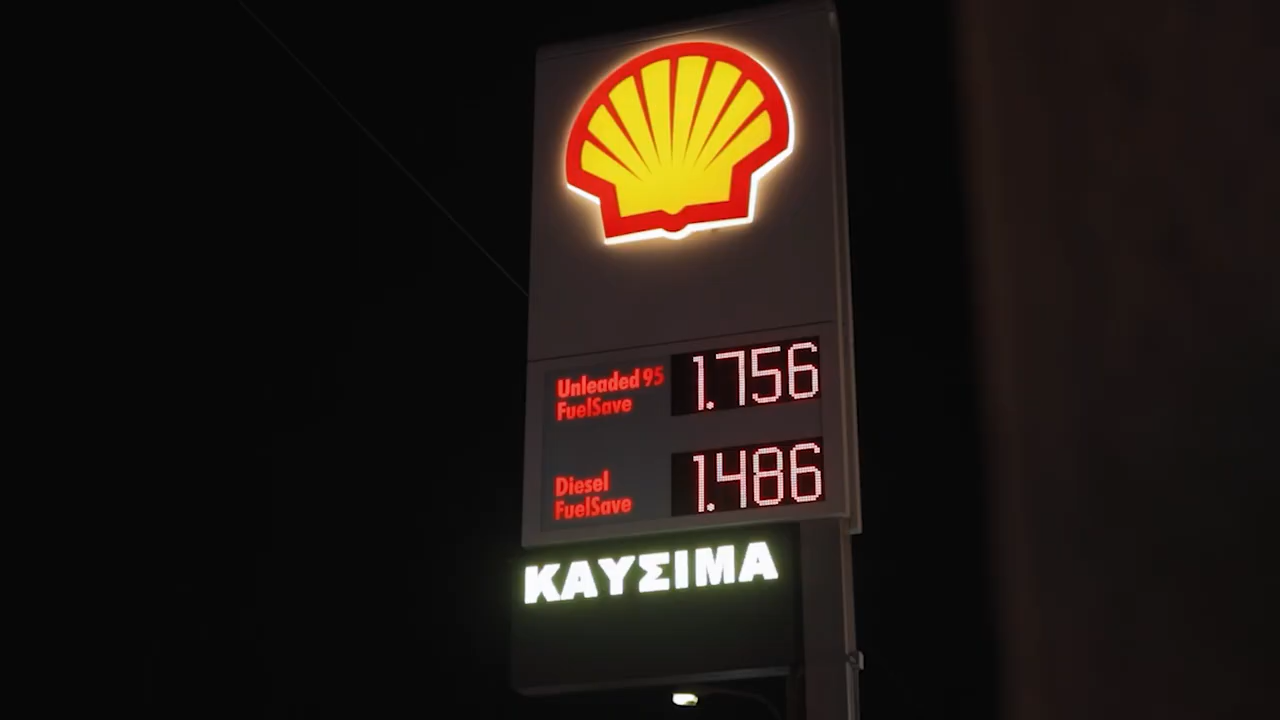 Unleaded 95
FuelSave
1.756
Diesel
FuelSave
1.486
ΚΑΥΣΙΜΑ